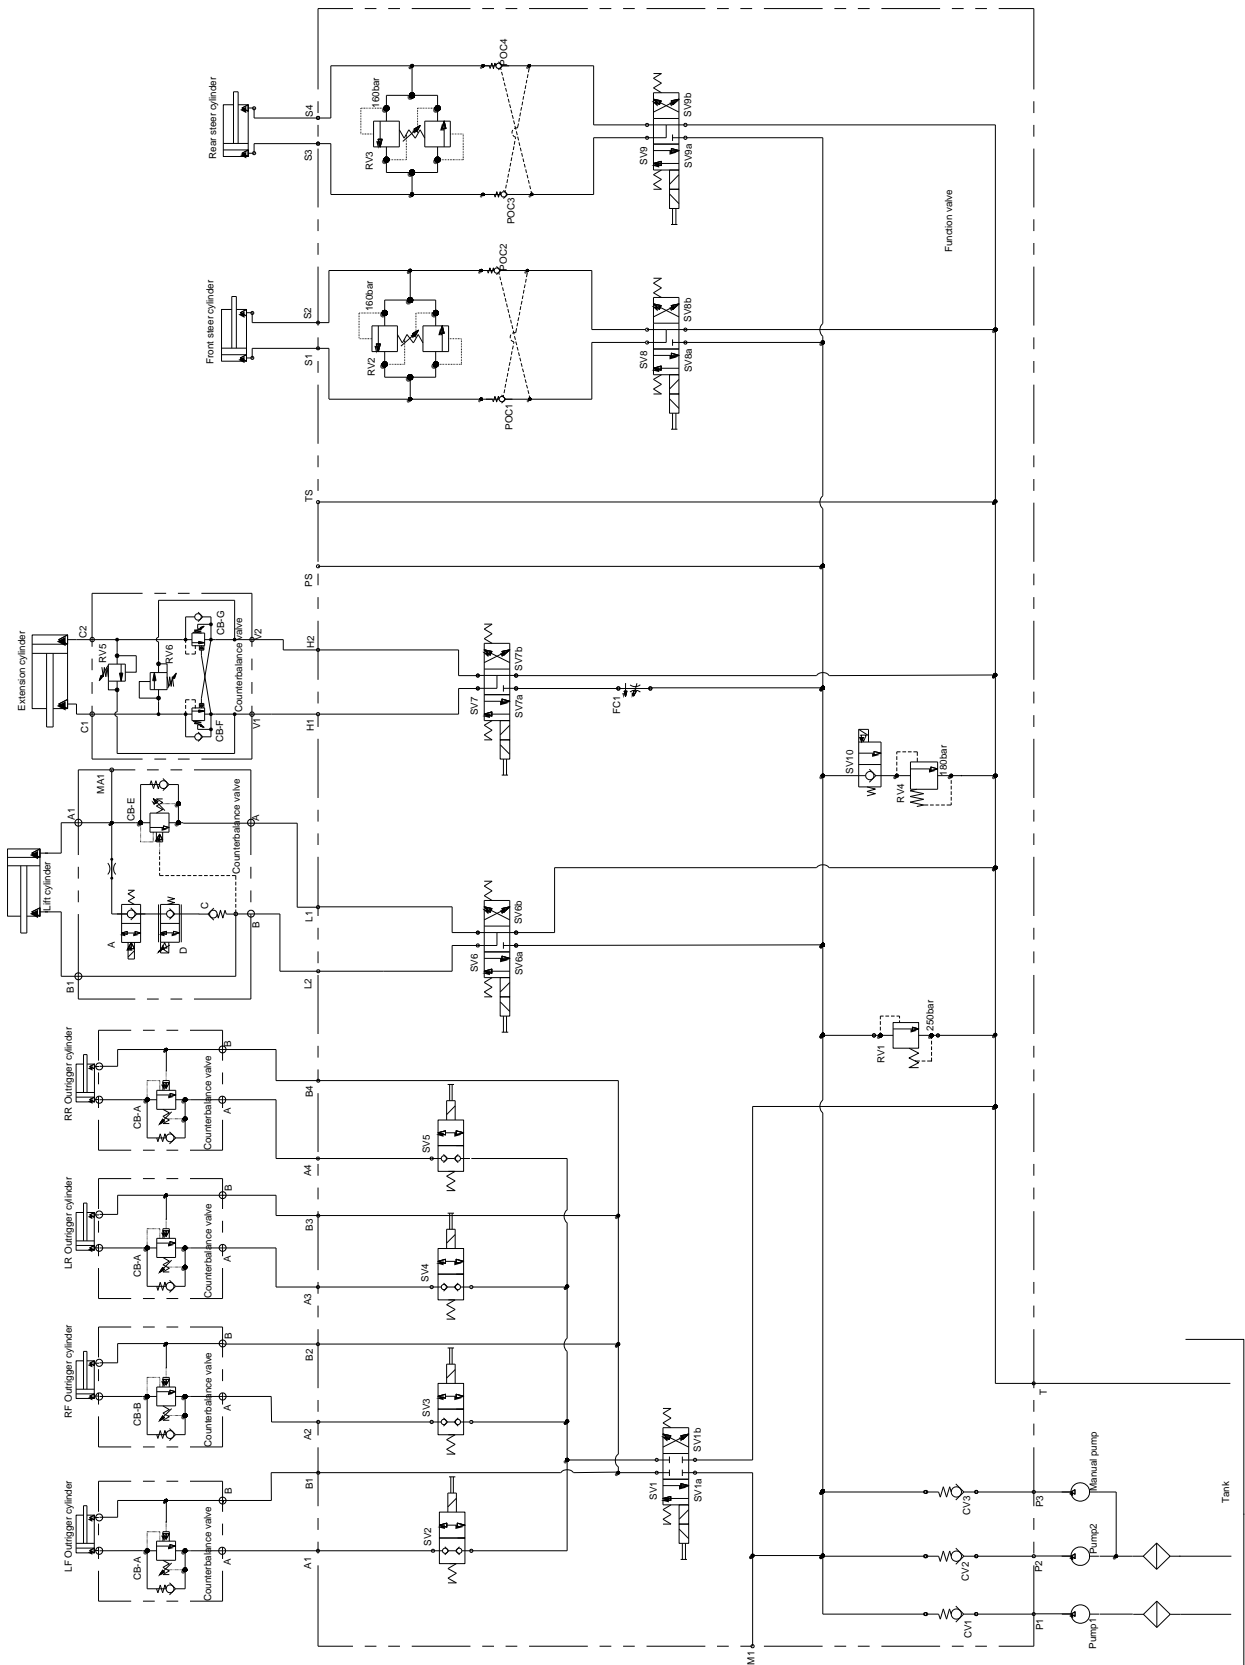 LF Outrigger cylinder
CB-A
Counterbalance valve
A
B
RF Outrigger cylinder
CB-B
Counterbalance valve
A
B
LR Outrigger cylinder
CB-A
Counterbalance valve
A
B
RR Outrigger cylinder
CB-A
Counterbalance valve
A
B
Lift cylinder
B1
A1
MA1
CB-E
A
D
C
Counterbalance valve
B
A
Extension cylinder
C1
C2
RV5
RV6
CB-F
CB-G
Counterbalance valve
V1
V2
Front steer cylinder
Rear steer cylinder
A1
B1
A2
B2
A3
B3
A4
B4
L2
L1
H1
H2
PS
TS
S1
S2
S3
S4
RV2
160bar
RV3
160bar
POC1
POC2
POC3
POC4
SV2
SV3
SV4
SV5
SV6
SV6a
SV6b
SV7
SV7a
SV7b
SV8
SV8a
SV8b
SV9
SV9a
SV9b
SV1
SV1a
SV1b
FC1
M1
RV1
250bar
SV10
RV4
180bar
Function valve
CV1
CV2
CV3
P1
P2
P3
T
Pump1
Pump2
Manual pump
Tank